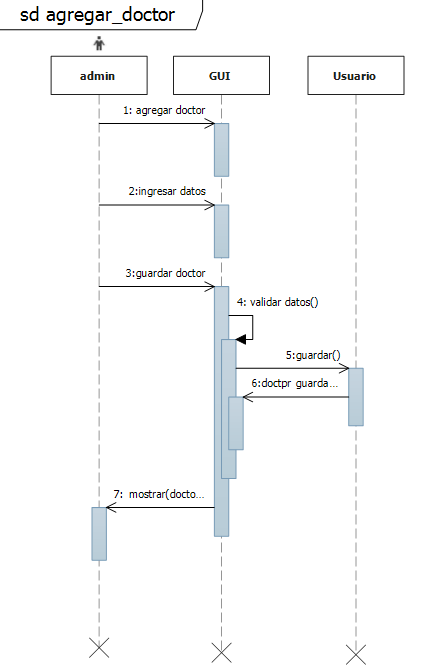 sd agregar_doctor
admin
GUI
Usuario
1: agregar doctor
2:ingresar datos
3:guardar doctor
4: validar datos()
5:guardar()
6:doctpr guarda...
7: mostrar(docto...